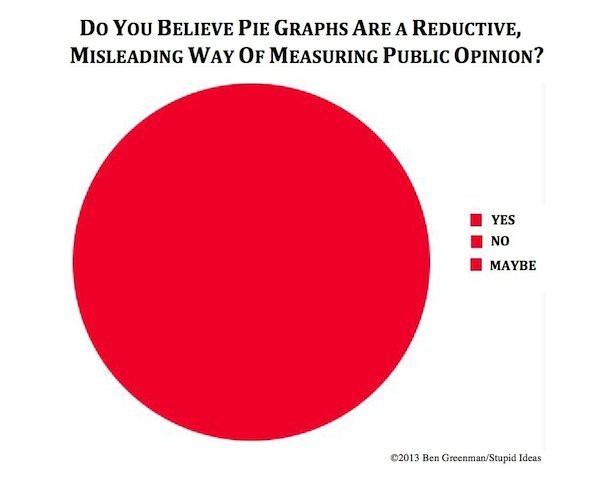 DO YOU BELIEVE PIE GRAPHS ARE A REDUCTIVE,
MISLEADING WAY OF MEASURING PUBLIC OPINION?
YES
NO
MAYBE
©2013 Ben Greenman/Stupid Ideas